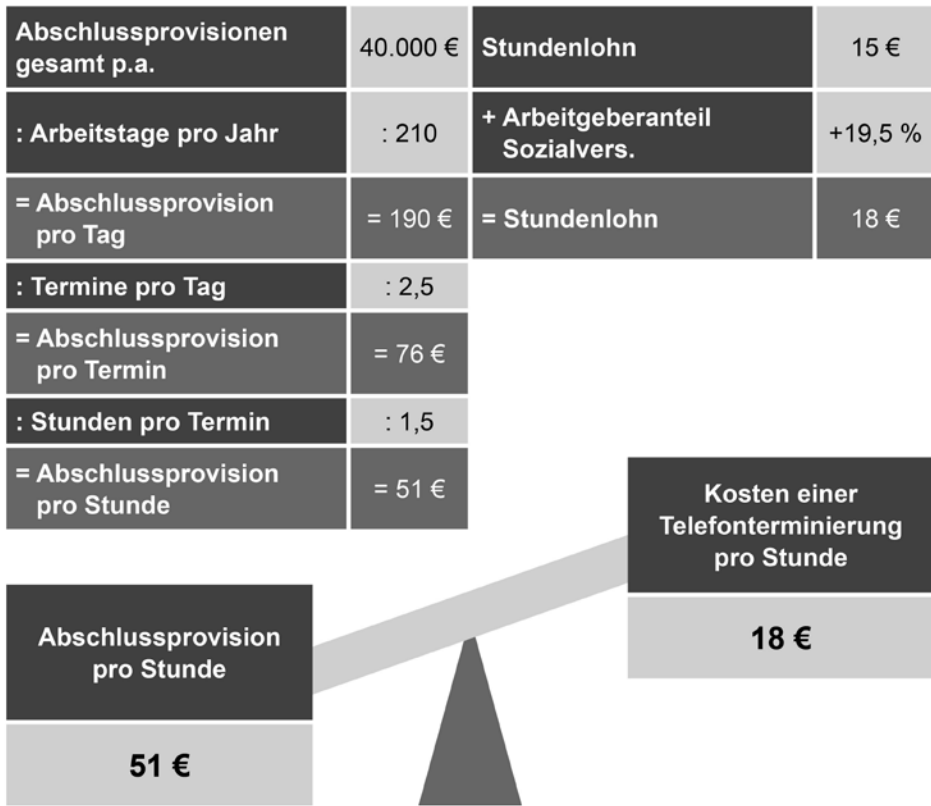 Abschlussprovisionen
gesamt p.a.
40.000 €
: Arbeitstage pro Jahr
: 210
= Abschlussprovision
pro Tag
= 190 €
: Termine pro Tag
: 2,5
= Abschlussprovision
pro Termin
= 76 €
: Stunden pro Termin
: 1,5
= Abschlussprovision
pro Stunde
= 51 €
Stundenlohn
15 €
+ Arbeitgeberanteil
Sozialvers.
+19,5 %
= Stundenlohn
18 €
Abschlussprovision
pro Stunde
51 €
Kosten einer
Telefonterminierung
pro Stunde
18 €